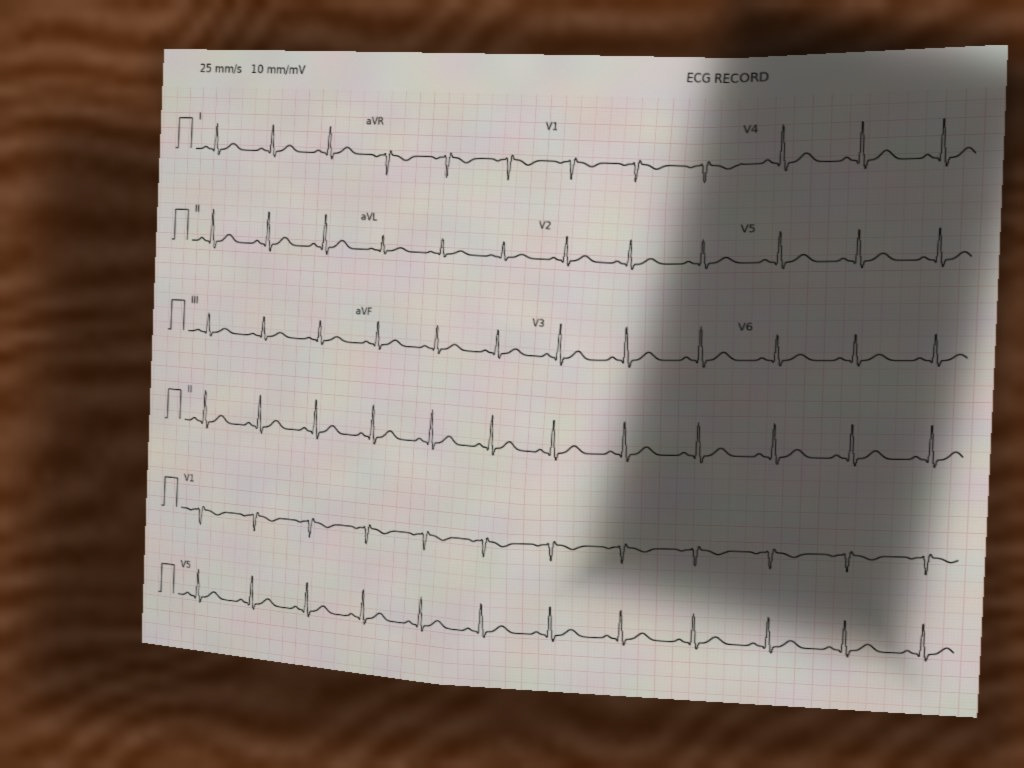 25 mm/s 10 mm/mV ECG RECORD
I aVR V1 V4
II aVL V2 V5
III aVF V3 V6
II
V1
V5